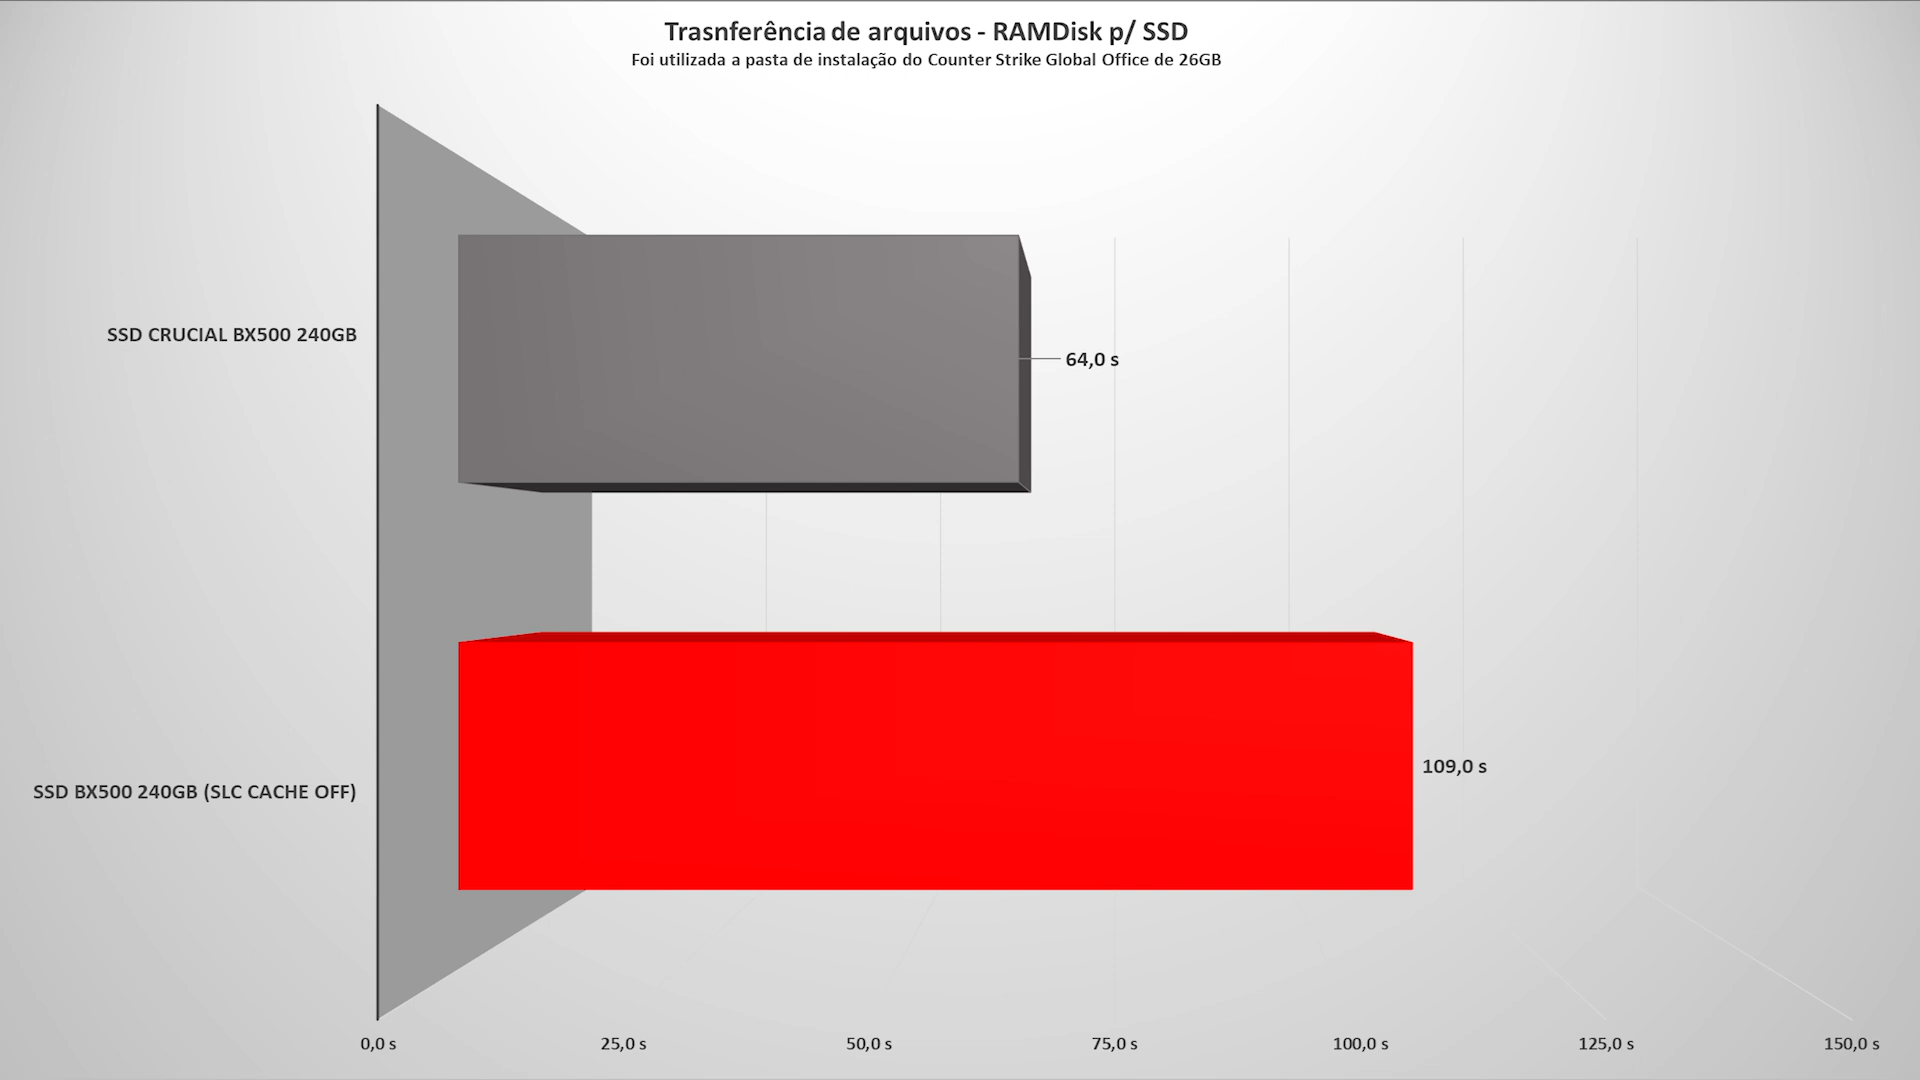 Trasnferência de arquivos - RAMDisk p/ SSD
Foi utilizada a pasta de instalação do Counter Strike Global Office de 26GB
SSD CRUCIAL BX500 240GB
64,0 s
SSD BX500 240GB (SLC CACHE OFF)
109,0 s
0,0 s
25,0 s
50,0 s
75,0 s
100,0 s
125,0 s
150,0 s